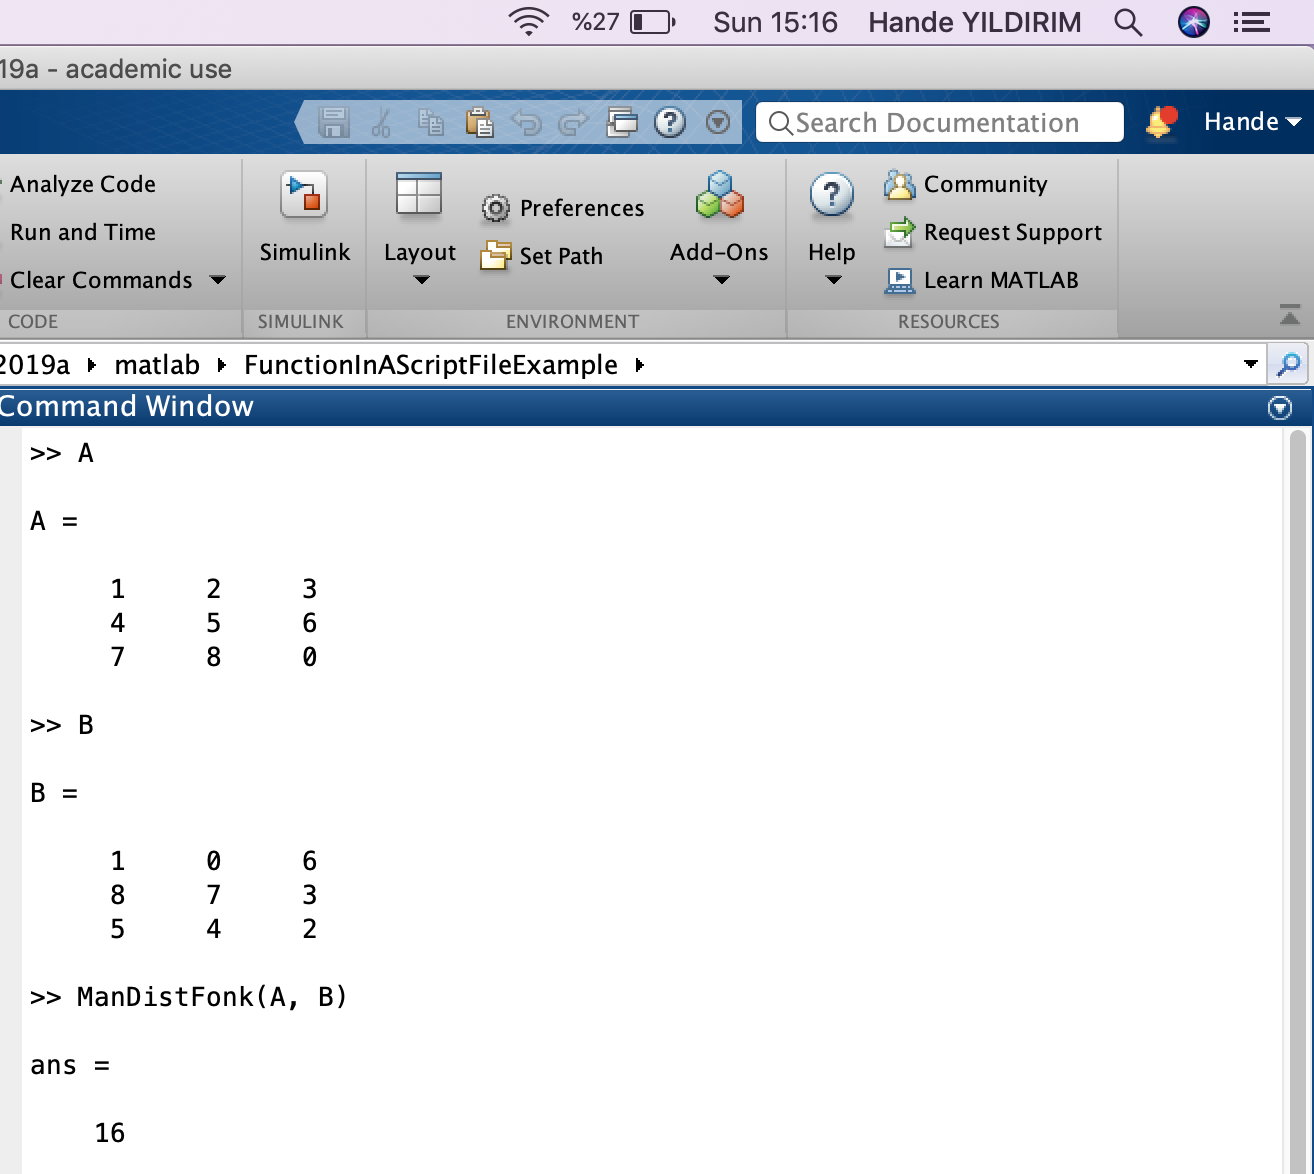 %27 Sun 15:16 Hande YILDIRIM
19a - academic use
Search Documentation Hande
Analyze Code
Run and Time
Clear Commands
Simulink
Layout
Preferences
Set Path
Add-Ons
Help
Community
Request Support
Learn MATLAB
CODE SIMULINK ENVIRONMENT RESOURCES
2019a matlab FunctionInAScriptFileExample
Command Window
>> A
A =
1 2 3
4 5 6
7 8 0
>> B
B =
1 0 6
8 7 3
5 4 2
>> ManDistFonk(A, B)
ans =
16